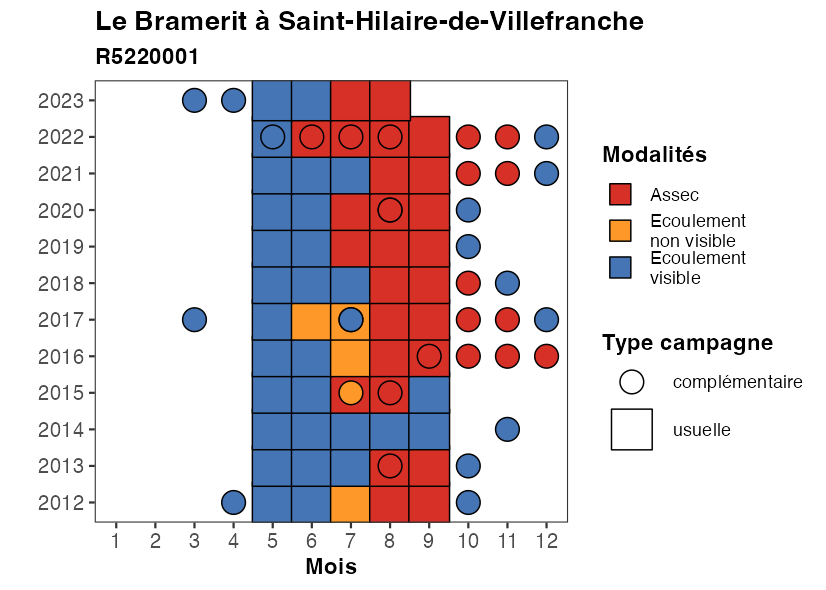 Le Bramerit à Saint-Hilaire-de-Villefranche
R5220001
2023
2022
2021
2020
2019
2018
2017
2016
2015
2014
2013
2012
1 2 3 4 5 6 7 8 9 10 11 12
Mois
Modalités
Assec
Ecoulement
non visible
Ecoulement
visible
Type campagne
complémentaire
usuelle